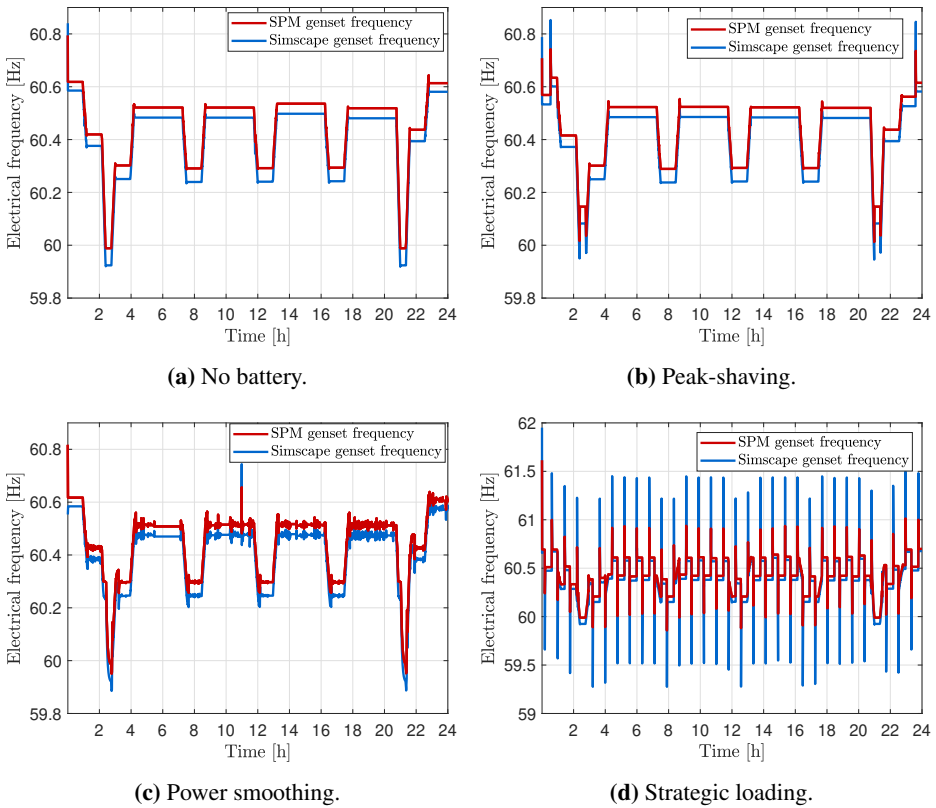 60.8
60.6
60.4
60.2
60
59.8
Electrical frequency [Hz]
SPM genset frequency
Simscape genset frequency
2 4 6 8 10 12 14 16 18 20 22 24
Time [h]
(a) No battery.
60.8
60.6
60.4
60.2
60
59.8
Electrical frequency [Hz]
SPM genset frequency
Simscape genset frequency
2 4 6 8 10 12 14 16 18 20 22 24
Time [h]
(b) Peak-shaving.
60.8
60.6
60.4
60.2
60
59.8
Electrical frequency [Hz]
SPM genset frequency
Simscape genset frequency
2 4 6 8 10 12 14 16 18 20 22 24
Time [h]
(c) Power smoothing.
62
61.5
61
60.5
60
59.5
59
Electrical frequency [Hz]
SPM genset frequency
Simscape genset frequency
2 4 6 8 10 12 14 16 18 20 22 24
Time [h]
(d) Strategic loading.